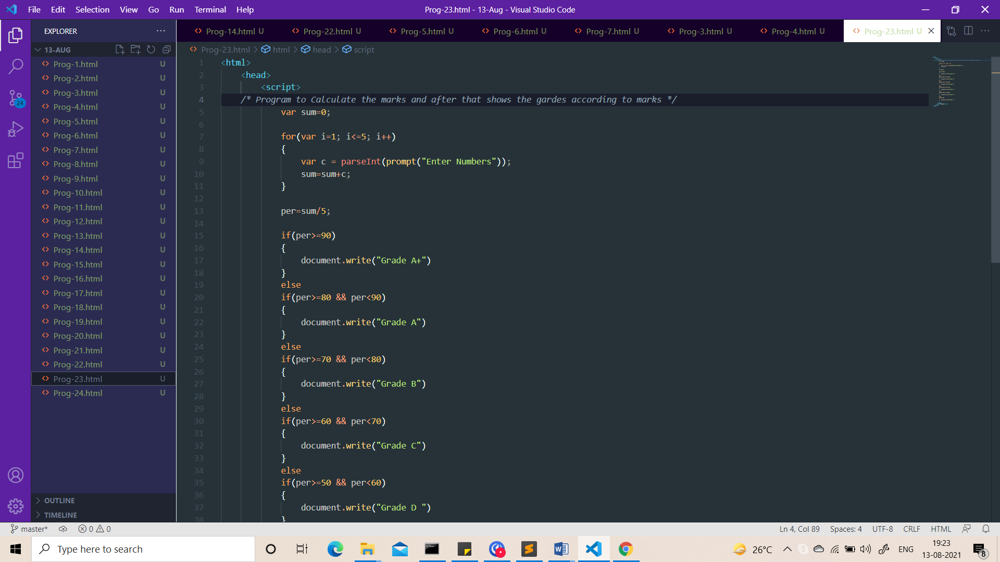 File Edit Selection View Go Run Terminal Help
Prog-23.html - 13-Aug - Visual Studio Code
EXPLORER
Prog-14.html U Prog-22.html U Prog-5.html U Prog-6.html U Prog-7.html U Prog-3.html U Prog-4.html U Prog-23.html U
13-AUG
Prog-1.html U
Prog-2.html U
Prog-3.html U
Prog-4.html U
Prog-5.html U
Prog-6.html U
Prog-7.html U
Prog-8.html U
Prog-9.html U
Prog-10.html U
Prog-11.html U
Prog-12.html U
Prog-13.html U
Prog-14.html U
Prog-15.html U
Prog-16.html U
Prog-17.html U
Prog-18.html U
Prog-19.html U
Prog-20.html U
Prog-21.html U
Prog-22.html U
Prog-23.html U
Prog-24.html U
OUTLINE
TIMELINE
24
Prog-23.html > html > head > script
1 <html>
2 <head>
3 <script>
4 /* Program to Calculate the marks and after that shows the gardes according to marks */
5 var sum=0;
6
7 for(var i=1; i<=5; i++)
8 {
9 var c = parseInt(prompt("Enter Numbers"));
10 sum=sum+c;
11 }
12
13 per=sum/5;
14
15 if(per>=90)
16 {
17 document.write("Grade A+")
18 }
19 else
20 if(per>=80 && per<90)
21 {
22 document.write("Grade A")
23 }
24 else
25 if(per>=70 && per<80)
26 {
27 document.write("Grade B")
28 }
29 else
30 if(per>=60 && per<70)
31 {
32 document.write("Grade C")
33 }
34 else
35 if(per>=50 && per<60)
36 {
37 document.write("Grade D ")
38 }
master* 0 0
Ln 4, Col 89 Spaces: 4 UTF-8 CRLF HTML
Type here to search
26°C ENG
19:23
13-08-2021
8